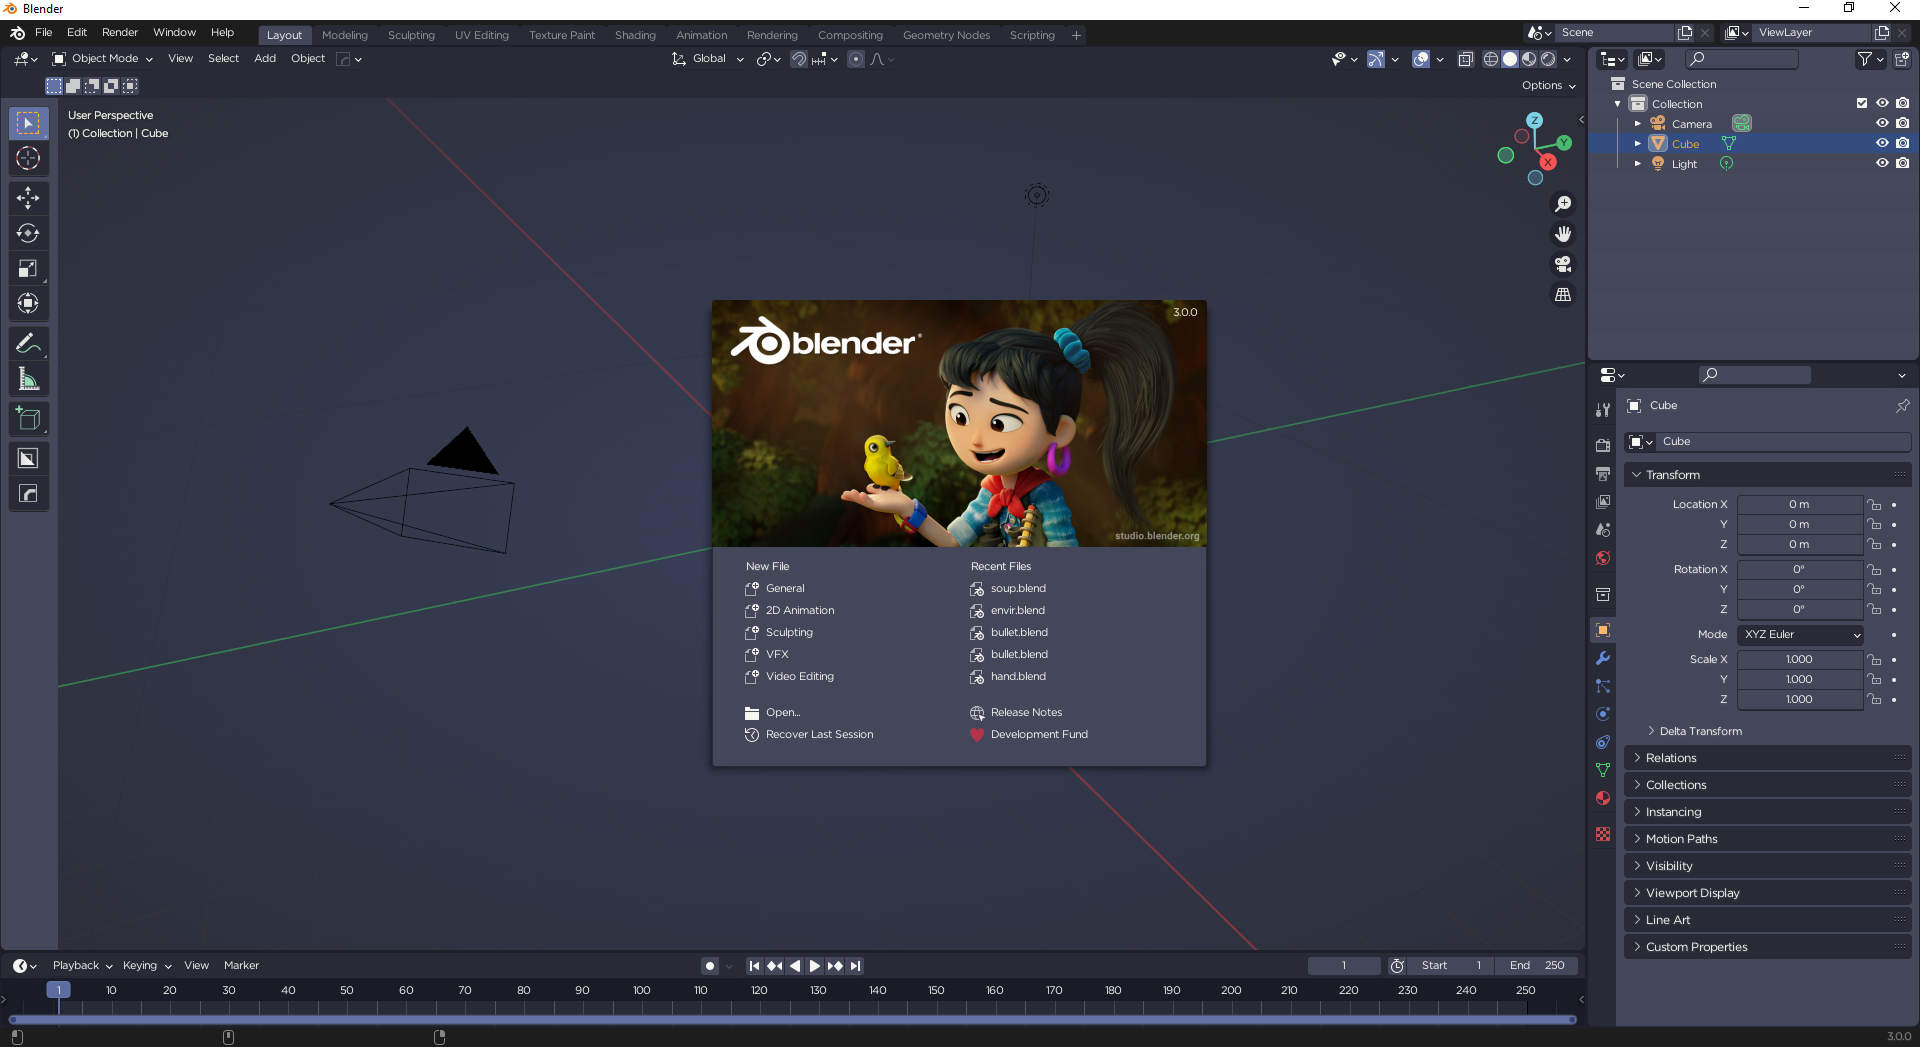 Blender
File Edit Render Window Help Layout Modeling Sculpting UV Editing Texture Paint Shading Animation Rendering Compositing Geometry Nodes Scripting + Scene ViewLayer
Object Mode View Select Add Object Global
Options
User Perspective
(1) Collection | Cube
Z
Y
X
Scene Collection
Collection
Camera
Cube
Light
blender
3.0.0
studio.blender.org
New File
General
2D Animation
Sculpting
VFX
Video Editing
Open...
Recover Last Session
Recent Files
soup.blend
envir.blend
bullet.blend
bullet.blend
hand.blend
Release Notes
Development Fund
Cube
Cube
Transform
Location X 0 m
Y 0 m
Z 0 m
Rotation X 0°
Y 0°
Z 0°
Mode XYZ Euler
Scale X 1.000
Y 1.000
Z 1.000
Delta Transform
Relations
Collections
Instancing
Motion Paths
Visibility
Viewport Display
Line Art
Custom Properties
Playback Keying View Marker 1 Start 1 End 250
1 10 20 30 40 50 60 70 80 90 100 110 120 130 140 150 160 170 180 190 200 210 220 230 240 250
3.0.0